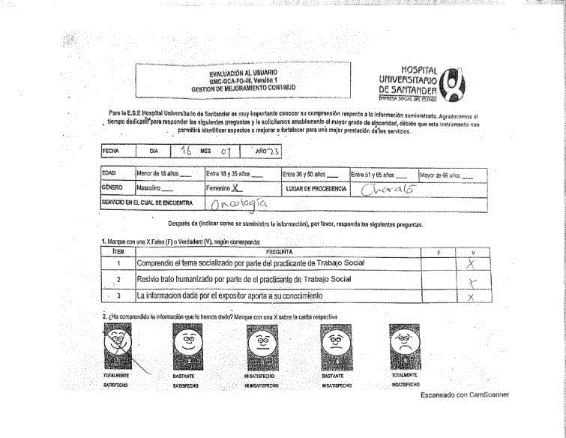 EVALUACIÓN AL USUARIO
GMC-GCA-FO-05, Versión 1
GESTION DE MEJORAMIENTO CONTINUO
HOSPITAL
UNIVERSITARIO
DE SANTANDER
EMPRESA SOCIAL DEL ESTADO
Para la E.S.E Hospital Universitario de Santander es muy importante conocer su comprensión respecto a la información suministrada. Agradecemos el
tiempo dedicado para responder las siguientes preguntas y le solicitamos amablemente el mayor grado de sinceridad, debido que este instrumento nos
permitirá identificar aspectos a mejorar o fortalecer para una mejor prestación de los servicios.
FECHA DIA 16 MES 07 AÑO 23
EDAD Menor de 18 años ___ Entre 18 y 35 años ___ Entre 36 y 50 años ___ Entre 51 y 65 años ___ Mayor de 66 años ___
GÉNERO Masculino ___ Femenino X LUGAR DE PROCEDENCIA
SERVICIO EN EL CUAL SE ENCUENTRA Oncología
Después de (indicar como se suministro la información), por favor, responda las siguientes preguntas.
1. Marque con una X Falso (F) o Verdadero (V), según corresponda:
ÍTEM PREGUNTA F V
1 Comprendio el tema socializado por parte del practicante de Trabajo Social X
2 Resivio trato humanizado por parte de el practicante de Trabajo Social X
3 La informacion dada por el expositor aporta a su conocimiento X
2. ¿Ha comprendido la información que le hemos dado? Marque con una X sobre la carita respectiva
TOTALMENTE BASTANTE INSATISFECHO BASTANTE TOTALMENTE
SATISFECHO SATISFECHO INSATISFECHO INSATISFECHO INSATISFECHO
Escaneado con CamScanner